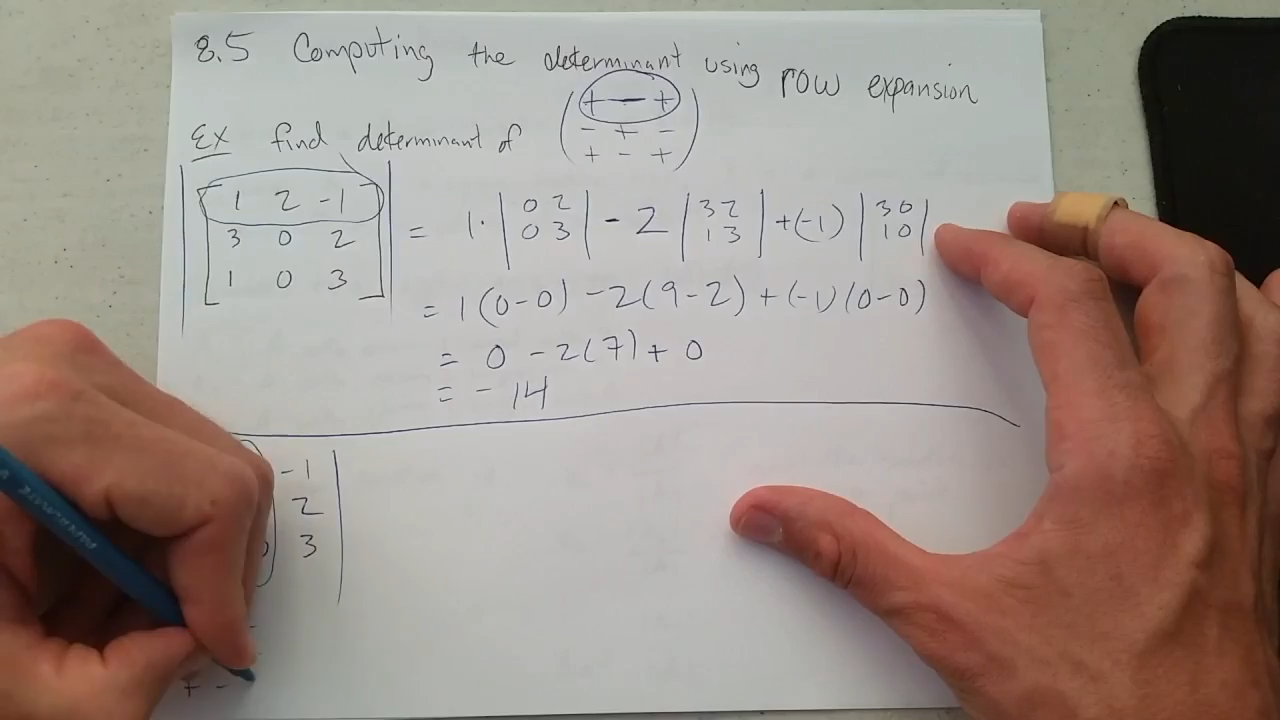 8.5 Computing the determinant using row expansion
+ - +
Ex find determinant of - + -
+ - +
1 2 -1
3 0 2
1 0 3
= 1· |0 2| - 2 |3 2| + (-1) |3 0|
|0 3| |1 3| |1 0|
= 1(0-0) - 2(9-2) + (-1)(0-0)
= 0 - 2(7) + 0
= - 14
-1
2
3
+ -